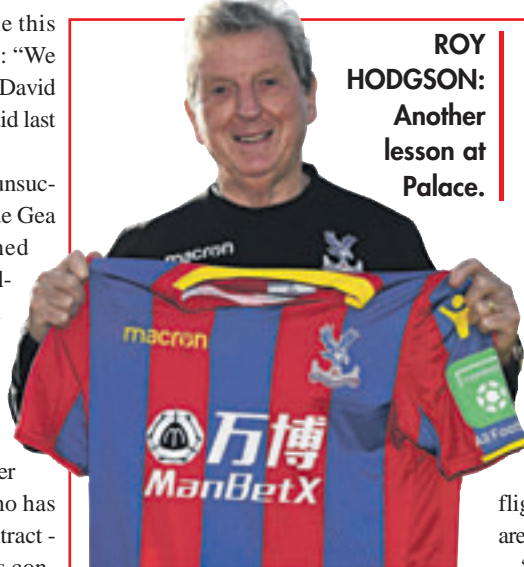 e this
: “We
David
id last
unsuc-
e Gea
ned
l-
er
ho has
tract -
s con-
ROY
HODGSON:
Another
lesson at
Palace.
macron
macron
万博
ManBetX
flig
are